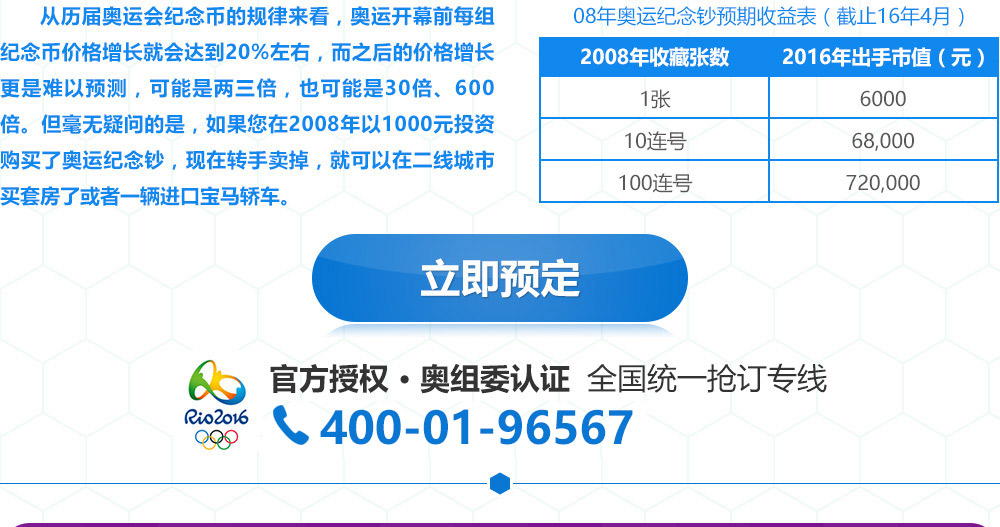 从历届奥运会纪念币的规律来看，奥运开幕前每组
纪念币价格增长就会达到20%左右，而之后的价格增长
更是难以预测，可能是两三倍，也可能是30倍、600
倍。但毫无疑问的是，如果您在2008年以1000元投资
购买了奥运纪念钞，现在转手卖掉，就可以在二线城市
买套房了或者一辆进口宝马轿车。
08年奥运纪念钞预期收益表（截止16年4月）
2008年收藏张数 2016年出手市值（元）
1张 6000
10连号 68,000
100连号 720,000
立即预定
官方授权·奥组委认证 全国统一抢订专线
Rio2016
400-01-96567